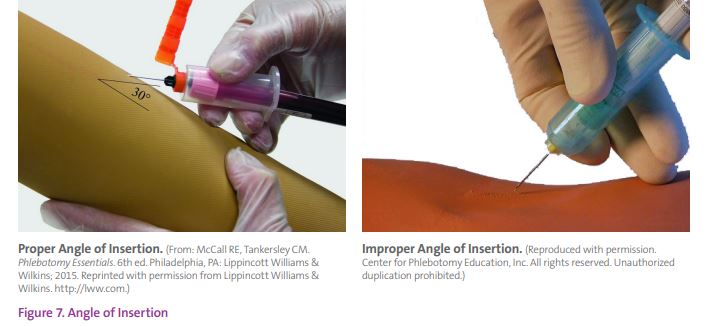 30°
Proper Angle of Insertion. (From: McCall RE, Tankersley CM.
Phlebotomy Essentials. 6th ed. Philadelphia, PA: Lippincott Williams &
Wilkins; 2015. Reprinted with permission from Lippincott Williams &
Wilkins. http://lww.com.)
Improper Angle of Insertion. (Reproduced with permission.
Center for Phlebotomy Education, Inc. All rights reserved. Unauthorized
duplication prohibited.)
Figure 7. Angle of Insertion